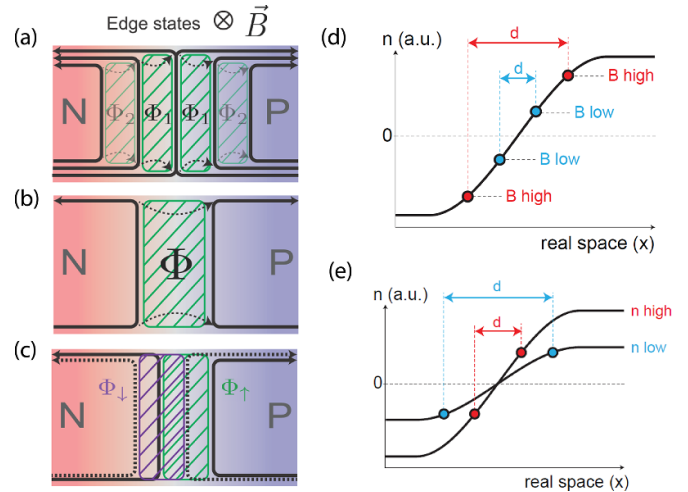 Edge states ⊗ B⃗
(a)
N Φ₂ Φ₁ Φ₁ Φ₂ P
(b)
N Φ P
(c)
N Φ↓ Φ↑ P
(d)
n (a.u.)
d
d
B high
B low
0
B low
B high
real space (x)
(e)
n (a.u.)
d
n high
d
n low
0
real space (x)